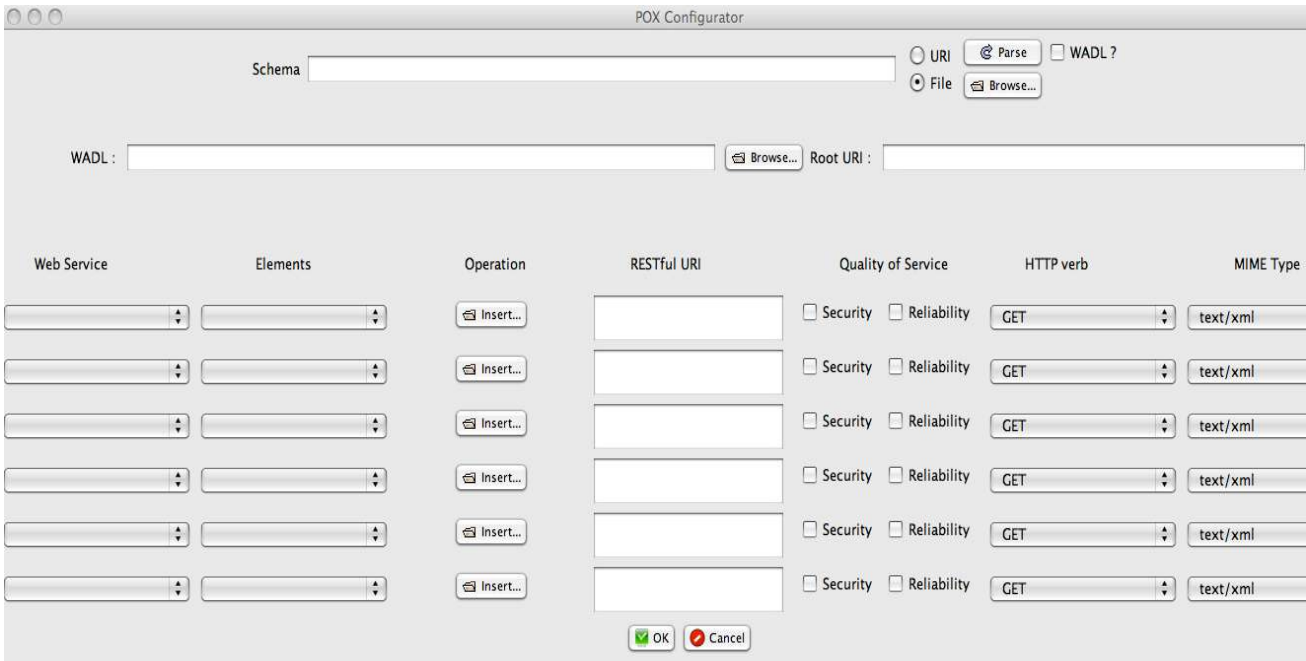 POX Configurator
Schema URI Parse WADL ?
File Browse...
WADL : Browse... Root URI :
Web Service Elements Operation RESTful URI Quality of Service HTTP verb MIME Type
Insert... Security Reliability GET text/xml
Insert... Security Reliability GET text/xml
Insert... Security Reliability GET text/xml
Insert... Security Reliability GET text/xml
Insert... Security Reliability GET text/xml
Insert... Security Reliability GET text/xml
OK Cancel